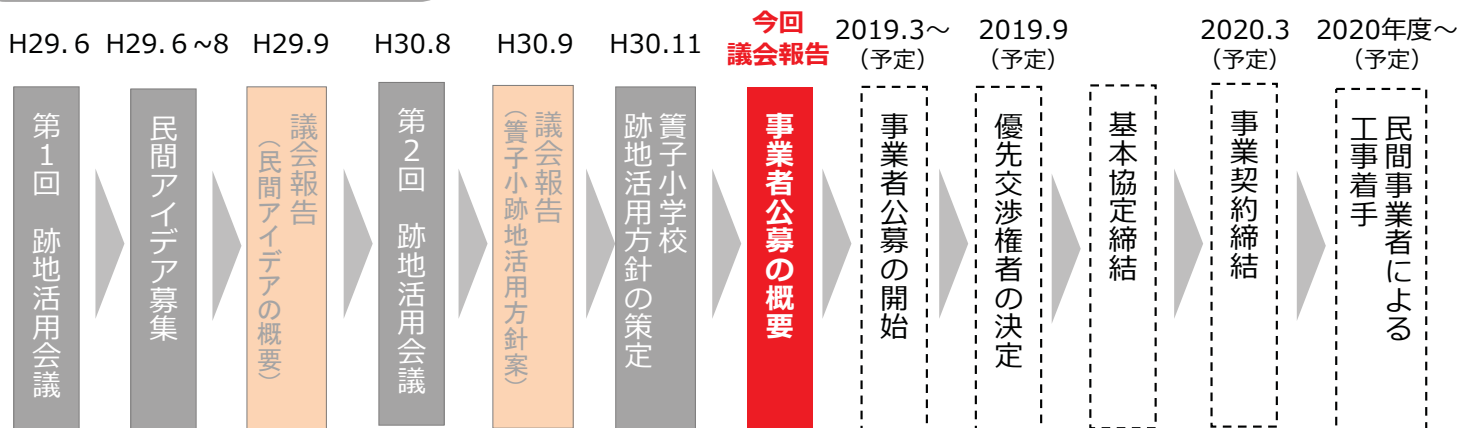 H29.6
H29.6~8
H29.9
H30.8
H30.9
H30.11
今回
議会報告
2019.3～
(予定)
2019.9
(予定)
2020.3
(予定)
2020年度～
(予定)
第1回 跡地活用会議
民間アイデア募集
議会報告
(民間アイデアの概要)
第2回 跡地活用会議
議会報告
(簀子小跡地活用方針案)
簀子小学校
跡地活用方針の策定
事業者公募の概要
事業者公募の開始
優先交渉権者の決定
基本協定締結
事業契約締結
民間事業者による
工事着手